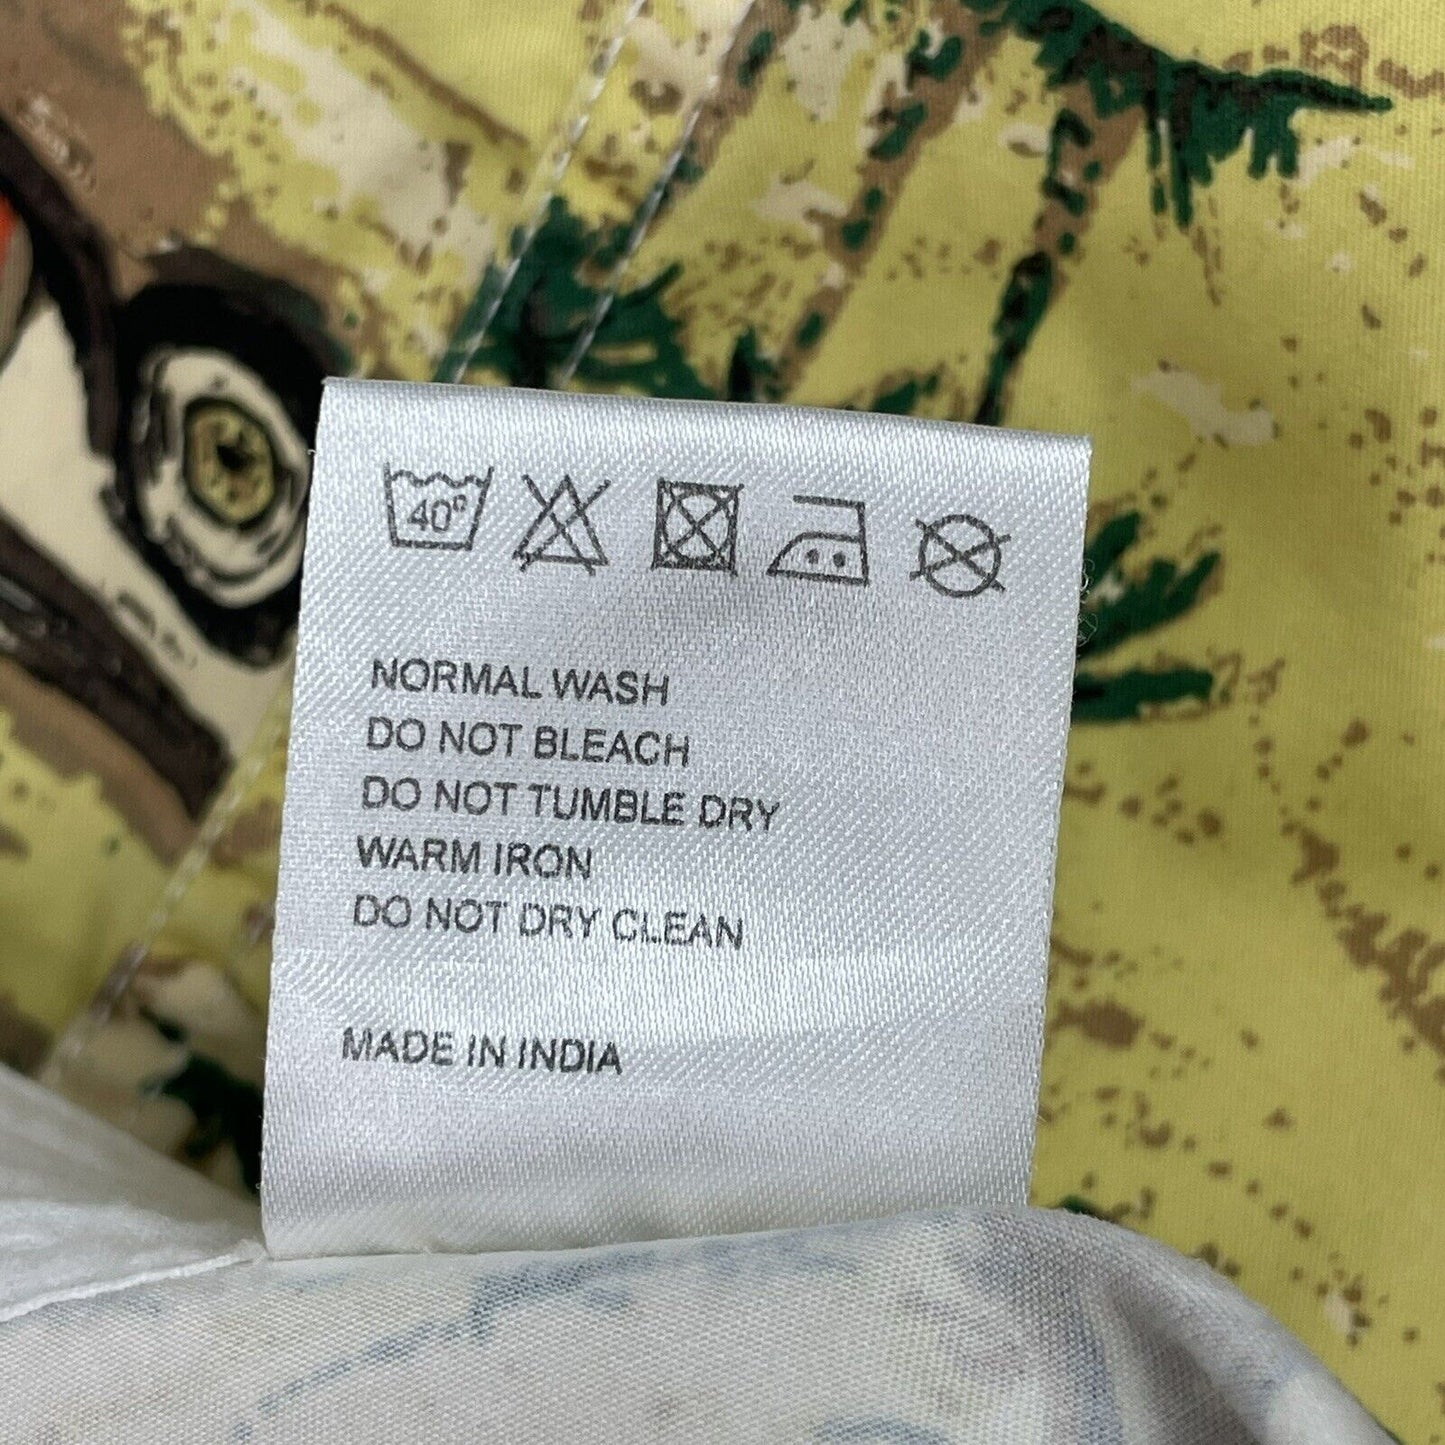 40°
NORMAL WASH
DO NOT BLEACH
DO NOT TUMBLE DRY
WARM IRON
DO NOT DRY CLEAN
MADE IN INDIA